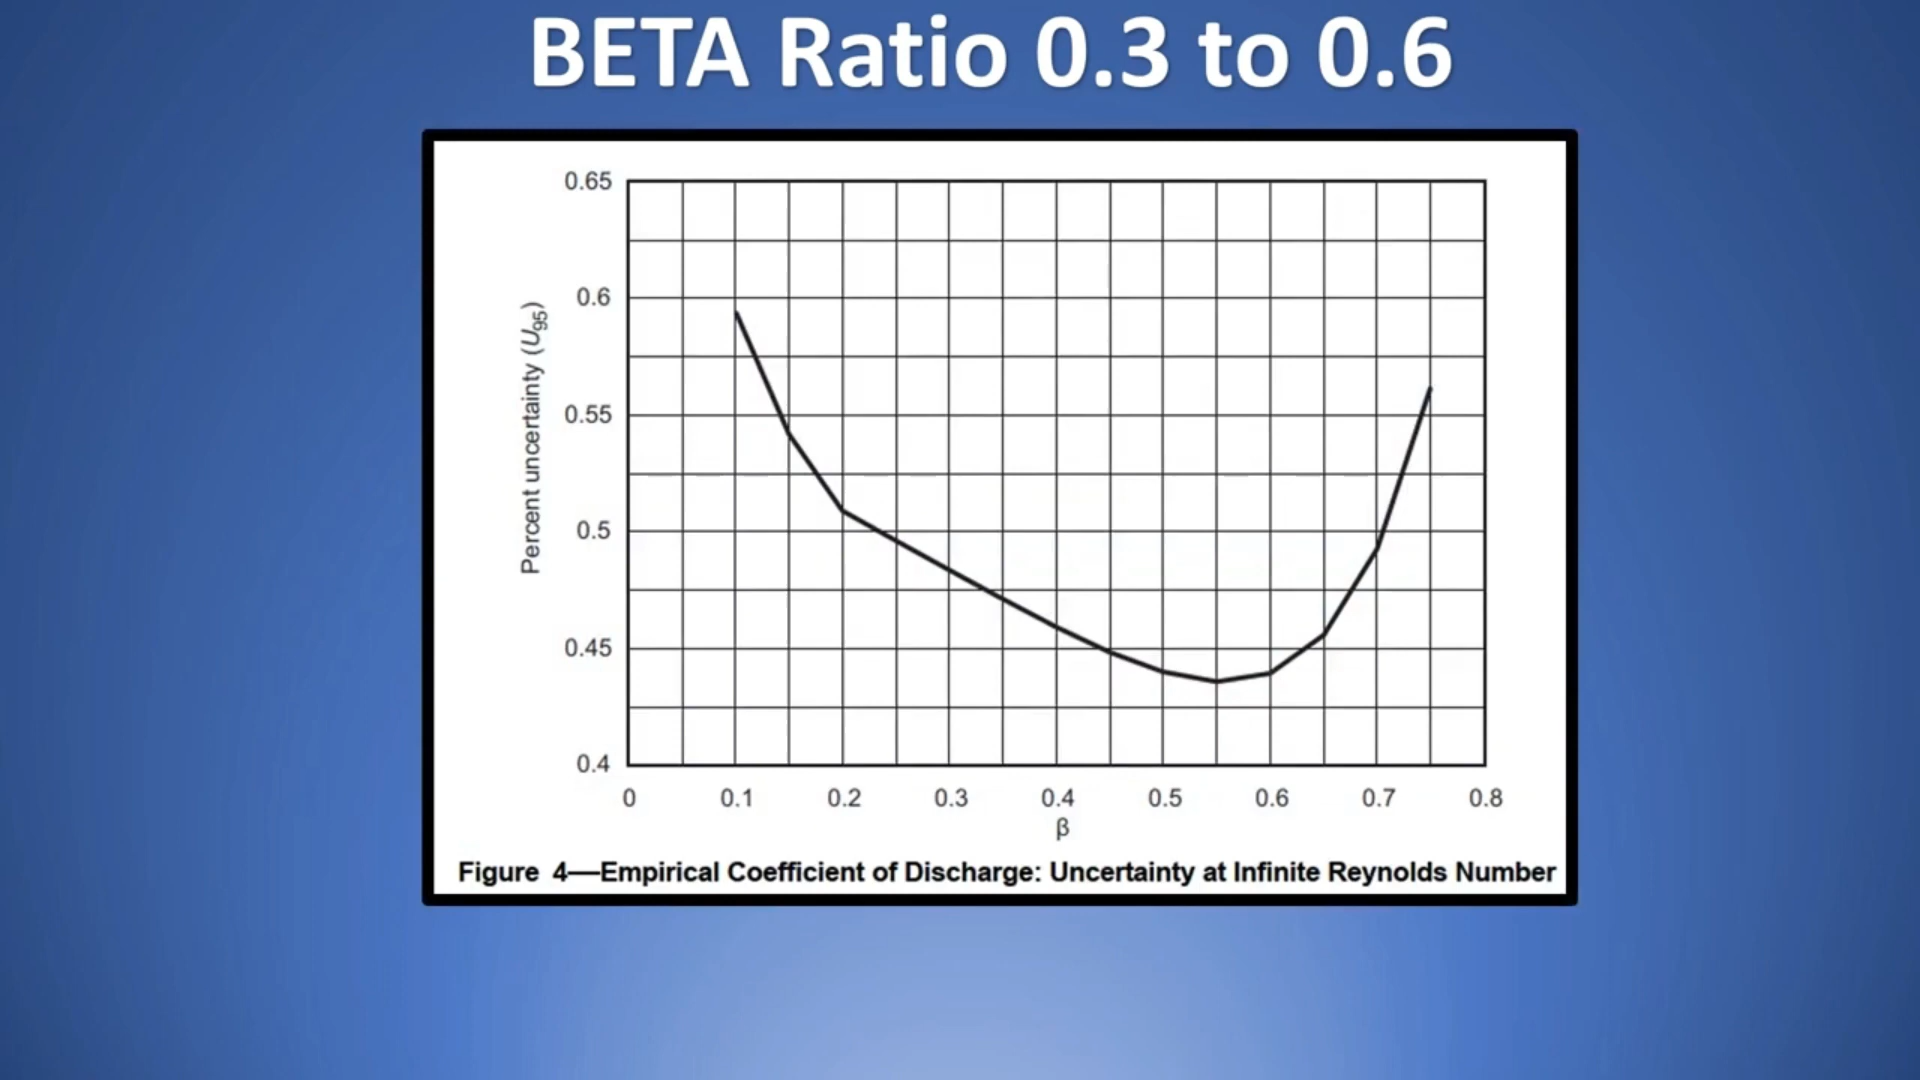 BETA Ratio 0.3 to 0.6
0.65
0.6
0.55
0.5
0.45
0.4
Percent uncertainty (U95)
0 0.1 0.2 0.3 0.4 0.5 0.6 0.7 0.8
β
Figure 4—Empirical Coefficient of Discharge: Uncertainty at Infinite Reynolds Number